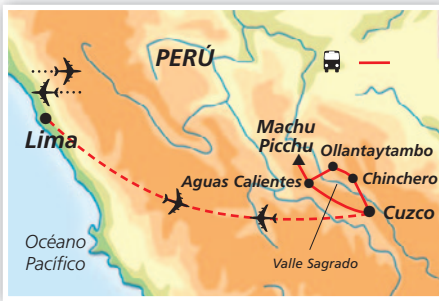 PERÚ
Lima
Machu
Picchu
Ollantaytambo
Aguas Calientes
Chinchero
Cuzco
Valle Sagrado
Océano
Pacífico